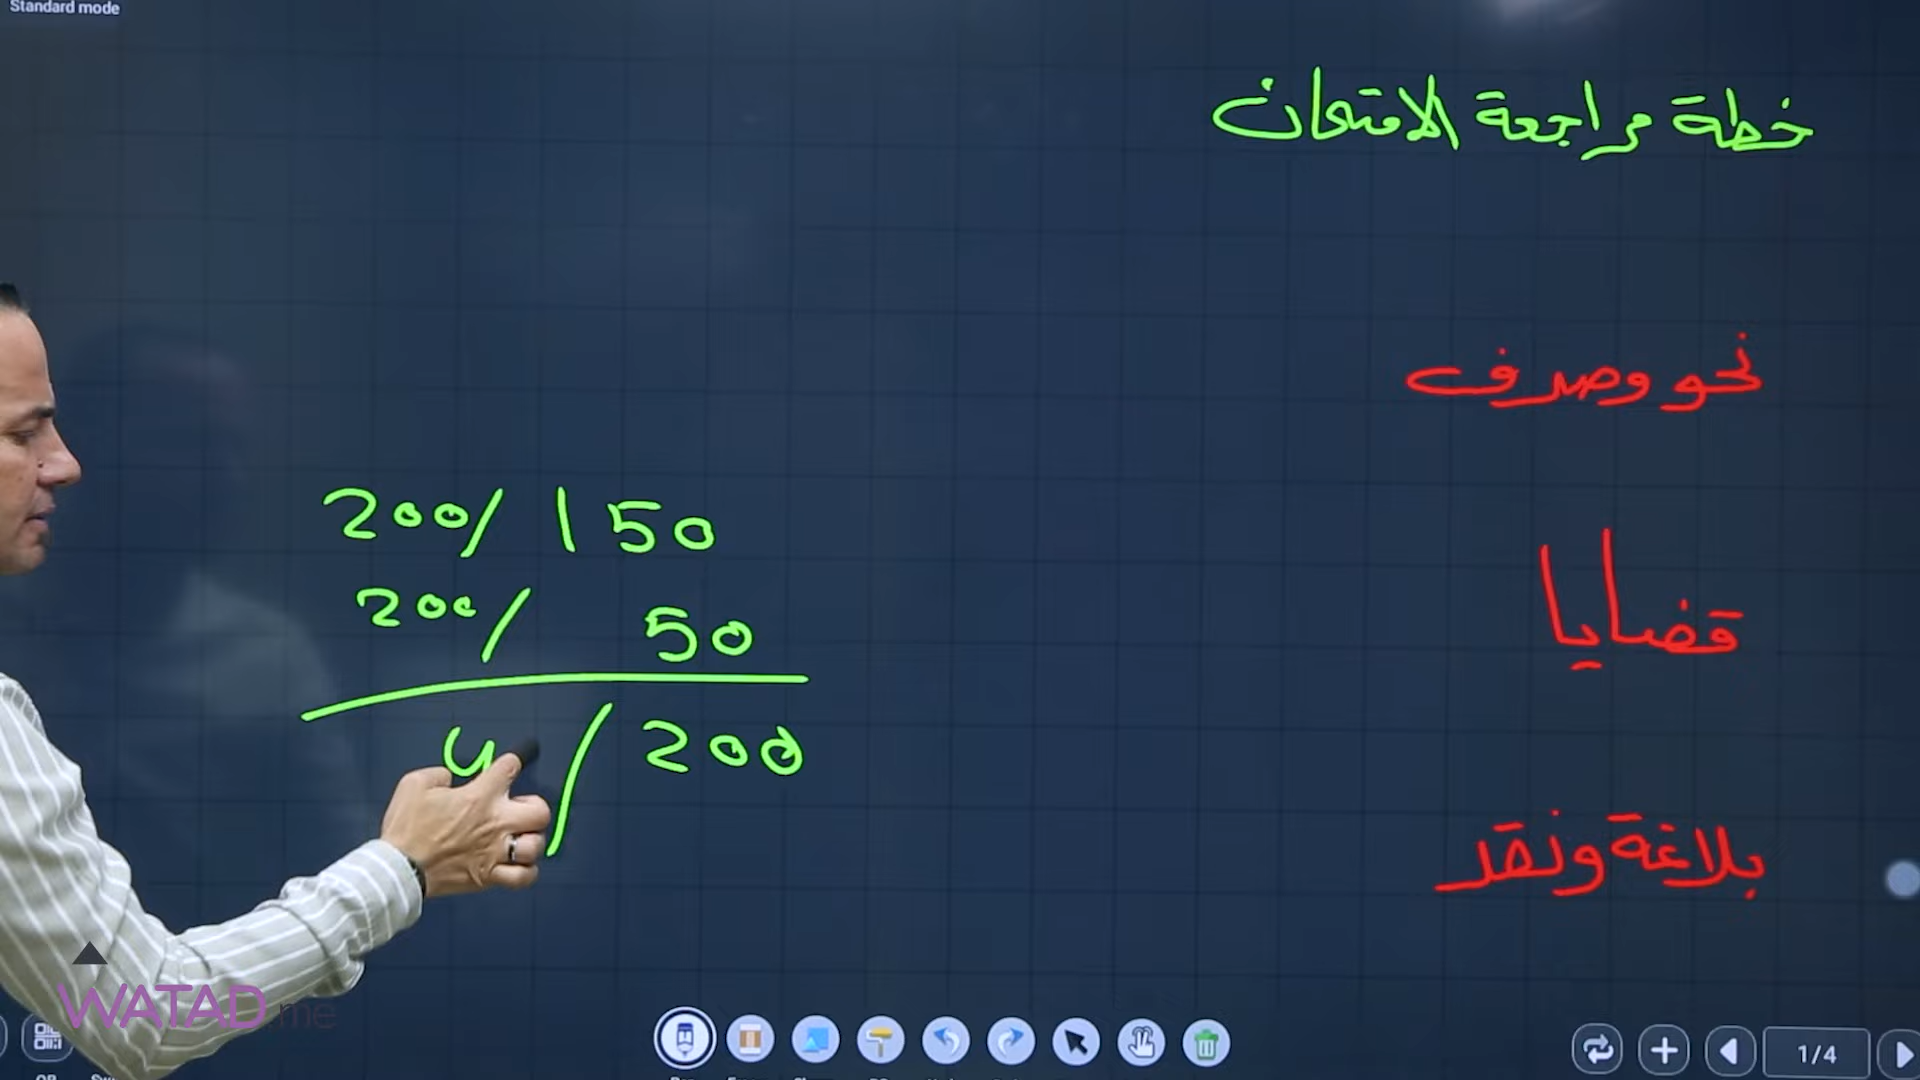 Standard mode
خطة مراجعة الامتحان
نحو وصرف
200/ 150
قضايا
200/ 50
200 /
بلاغة ونقد
WATAD.me
1/4